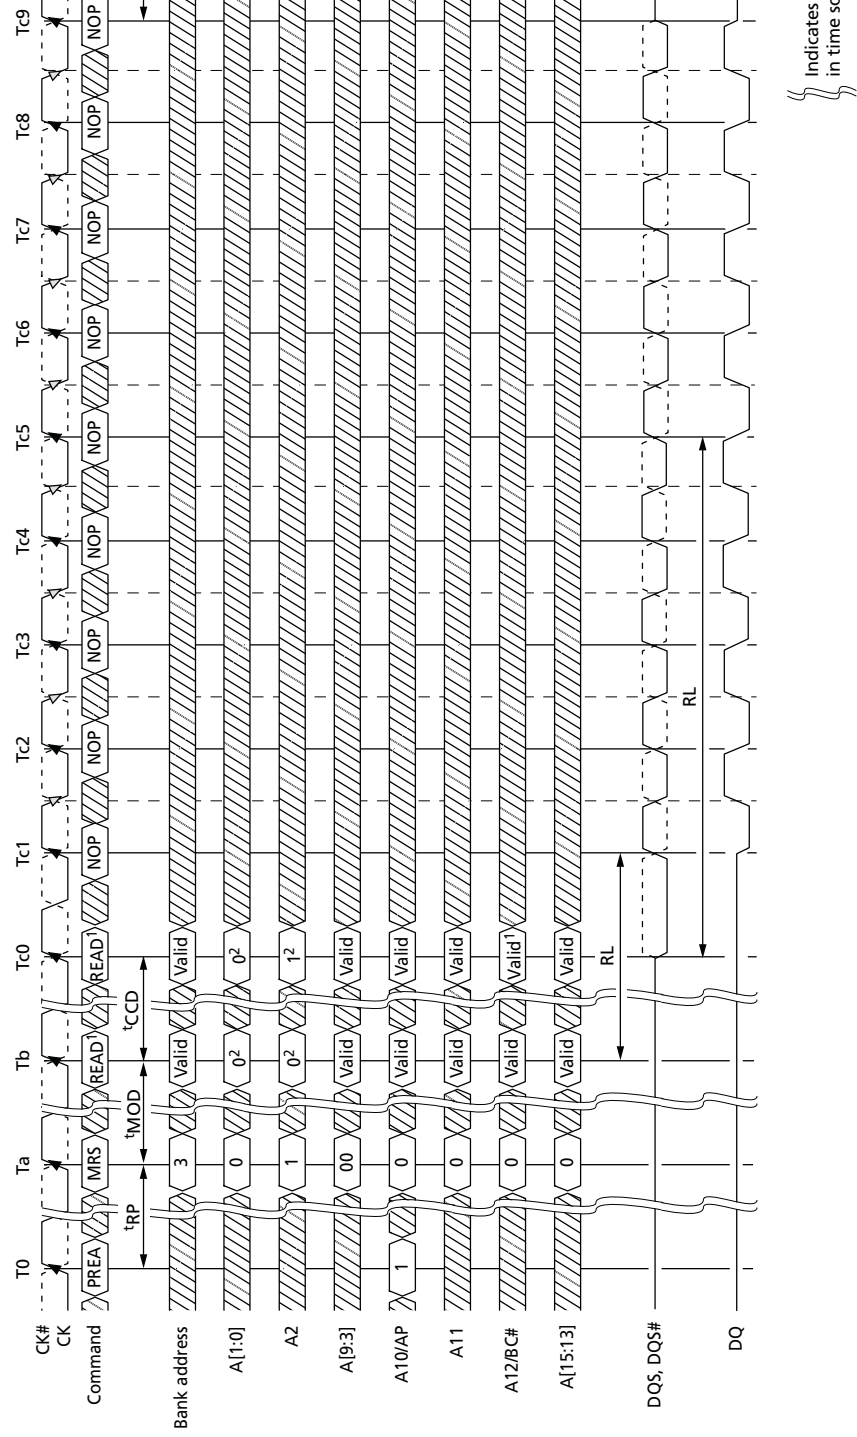 T0 Ta Tb Tc0 Tc1 Tc2 Tc3 Tc4 Tc5 Tc6 Tc7 Tc8 Tc9
CK#
CK
Command PREA MRS READ1 READ1 NOP NOP NOP NOP NOP NOP NOP NOP NOP
tRP tMOD tCCD
Bank address 3 Valid Valid
A[1:0] 0 02 02
A2 1 02 12
A[9:3] 00 Valid Valid
A10/AP 1 0 Valid Valid
A11 0 Valid Valid
A12/BC# 0 Valid Valid1
A[15:13] 0 Valid Valid
RL
DQS, DQS#
RL
DQ
Indicates
in time sc